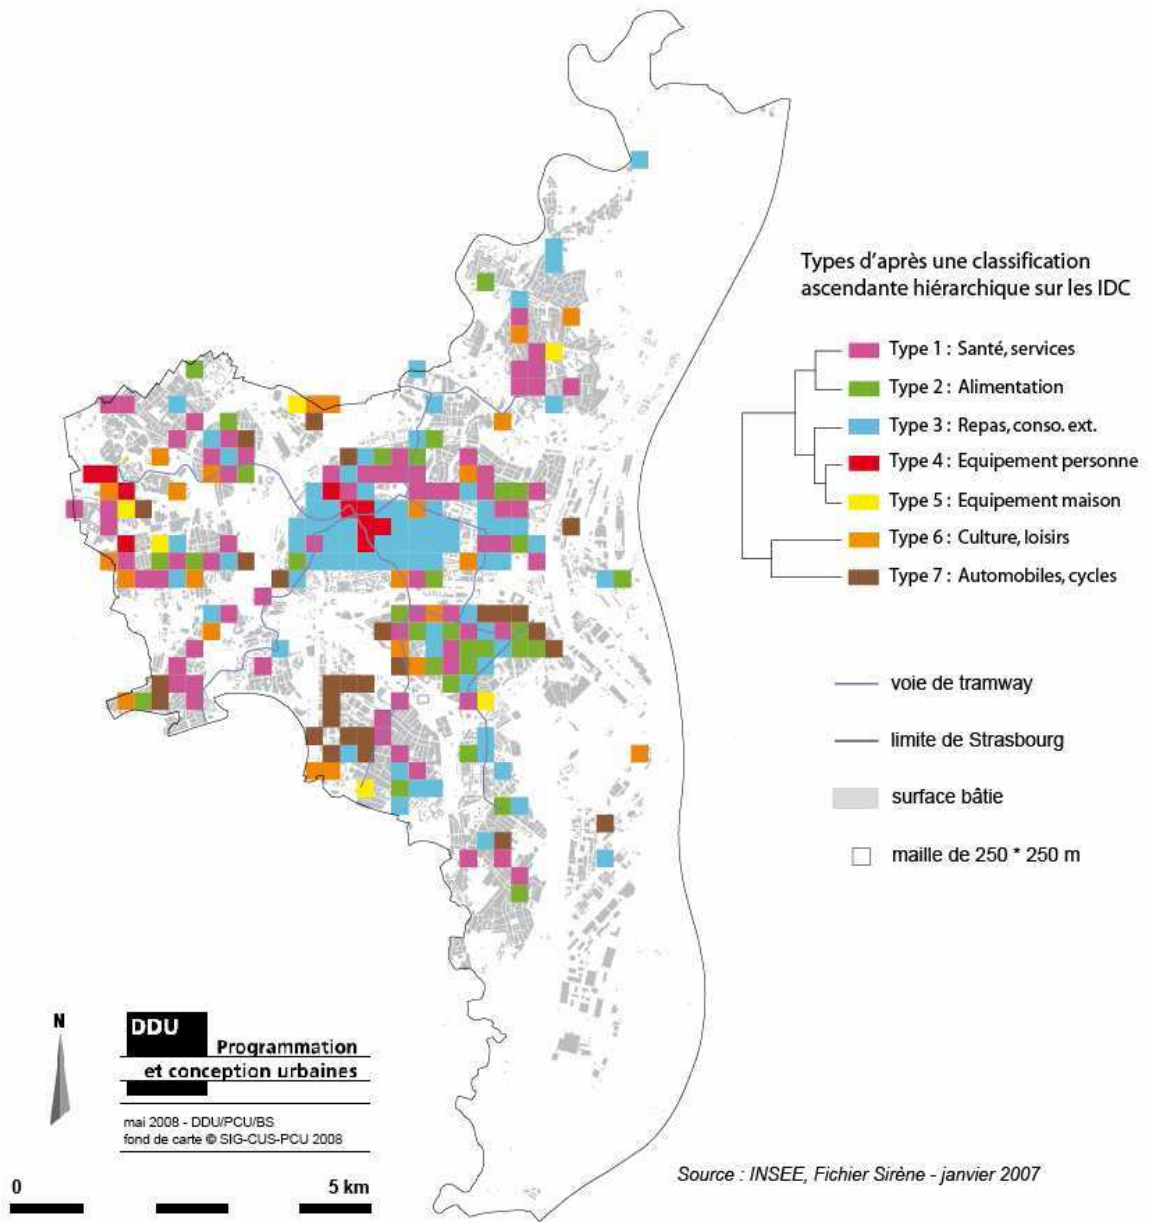 Types d'après une classification
ascendante hiérarchique sur les IDC
Type 1 : Santé, services
Type 2 : Alimentation
Type 3 : Repas, conso. ext.
Type 4 : Equipement personne
Type 5 : Equipement maison
Type 6 : Culture, loisirs
Type 7 : Automobiles, cycles
voie de tramway
limite de Strasbourg
surface bâtie
maille de 250 * 250 m
N
DDU
Programmation
et conception urbaines
mai 2008 - DDU/PCU/BS
fond de carte © SIG-CUS-PCU 2008
Source : INSEE, Fichier Sirène - janvier 2007
0 5 km